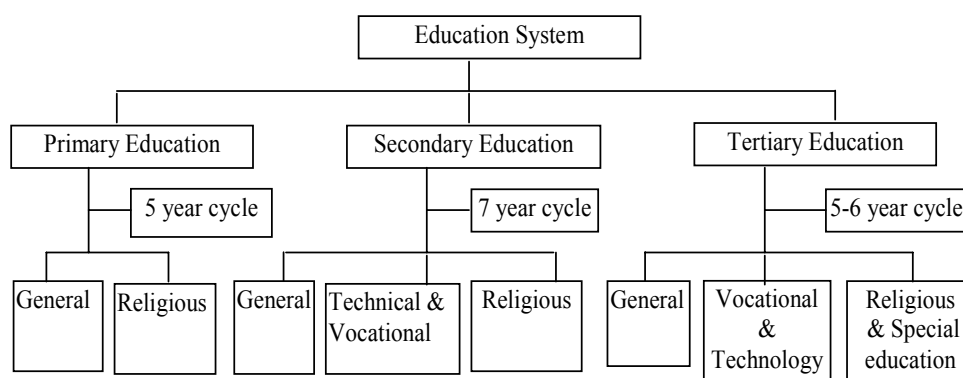 Education System
Primary Education
Secondary Education
Tertiary Education
5 year cycle
7 year cycle
5-6 year cycle
General
Religious
General
Technical &
Vocational
Religious
General
Vocational
&
Technology
Religious
& Special
education